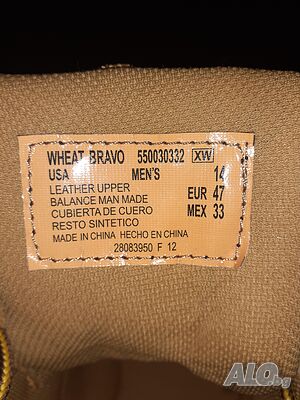 WHEAT BRAVO 550030332 XW
USA MEN'S 14
LEATHER UPPER EUR 47
BALANCE MAN MADE MEX 33
CUBIERTA DE CUERO
RESTO SINTETICO
MADE IN CHINA HECHO EN CHINA
28083950 F 12
ALO.bg